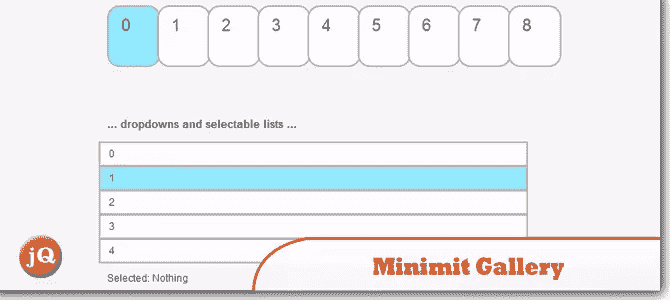 0 1 2 3 4 5 6 7 8
... dropdowns and selectable lists ...
0
1
2
3
4
Selected: Nothing
jQ
Minimit Gallery